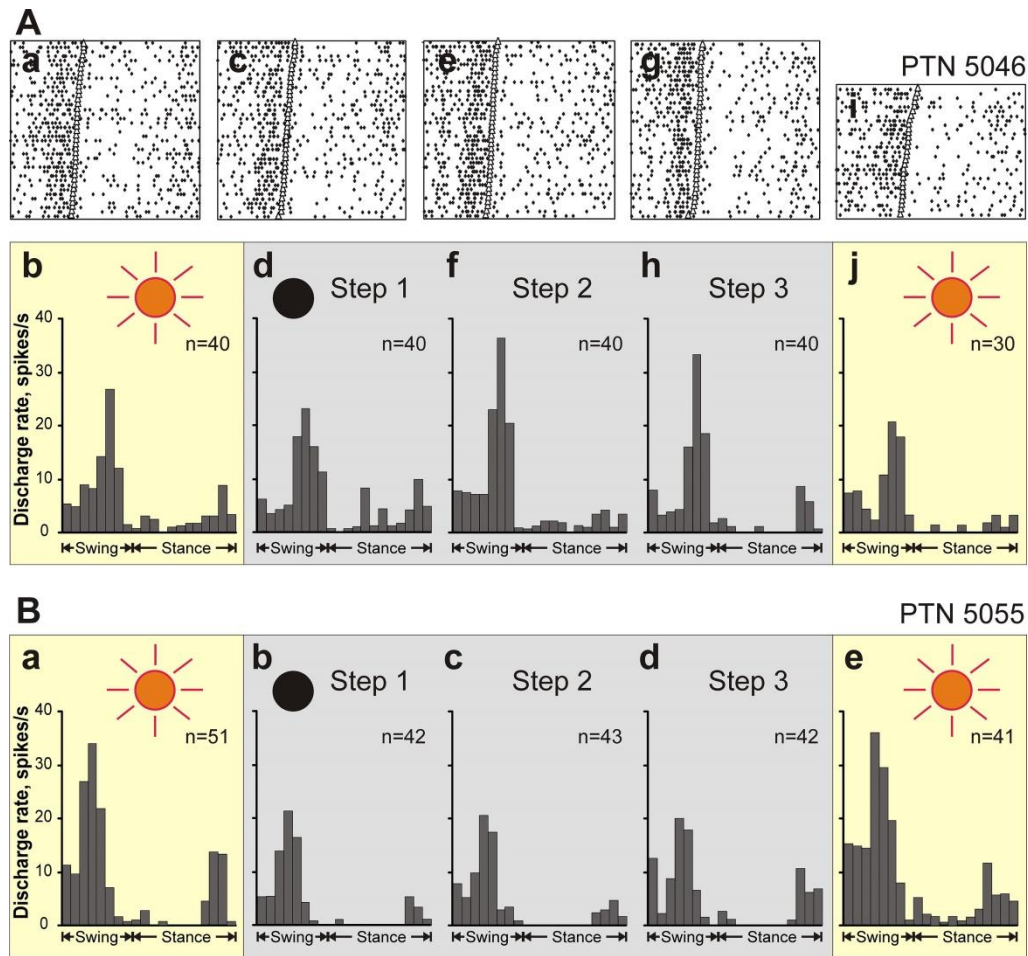 A
a c e g i
PTN 5046
b d Step 1 f Step 2 h Step 3 j
n=40 n=40 n=40 n=40 n=30
Discharge rate, spikes/s
40
30
20
10
0
Swing Stance Swing Stance Swing Stance Swing Stance Swing Stance
B
PTN 5055
a b Step 1 c Step 2 d Step 3 e
n=51 n=42 n=43 n=42 n=41
Discharge rate, spikes/s
40
30
20
10
0
Swing Stance Swing Stance Swing Stance Swing Stance Swing Stance